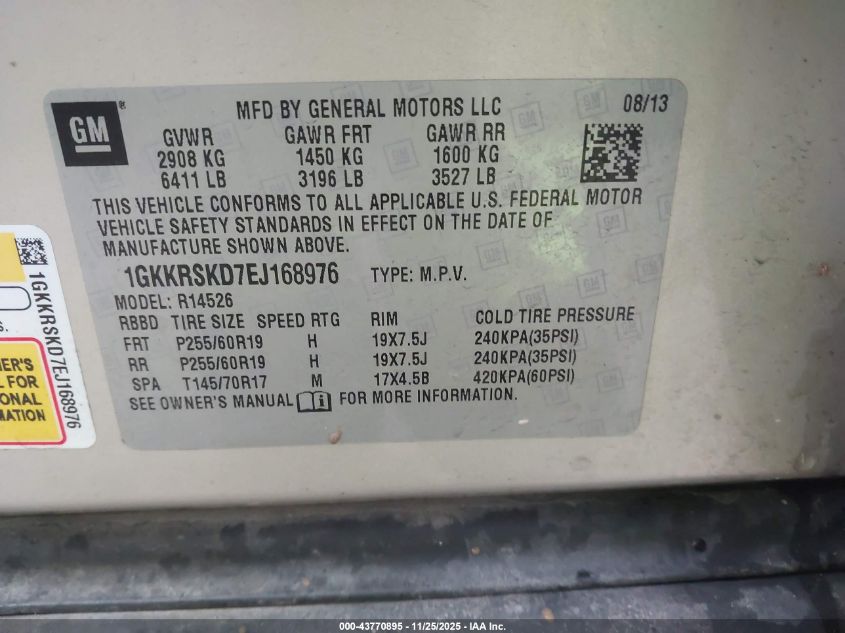 GM
®
MFD BY GENERAL MOTORS LLC 08/13
GVWR GAWR FRT GAWR RR
2908 KG 1450 KG 1600 KG
6411 LB 3196 LB 3527 LB
THIS VEHICLE CONFORMS TO ALL APPLICABLE U.S. FEDERAL MOTOR
VEHICLE SAFETY STANDARDS IN EFFECT ON THE DATE OF
MANUFACTURE SHOWN ABOVE.
1GKKRSKD7EJ168976 TYPE: M.P.V.
MODEL: R14526
RBBD TIRE SIZE SPEED RTG RIM COLD TIRE PRESSURE
FRT P255/60R19 H 19X7.5J 240KPA(35PSI)
RR P255/60R19 H 19X7.5J 240KPA(35PSI)
SPA T145/70R17 M 17X4.5B 420KPA(60PSI)
SEE OWNER'S MANUAL FOR MORE INFORMATION.
1GKKRSKD7EJ168976
S.
NER'S
L FOR
IONAL
MATION
000-43770895 - 11/25/2025 - IAA Inc.